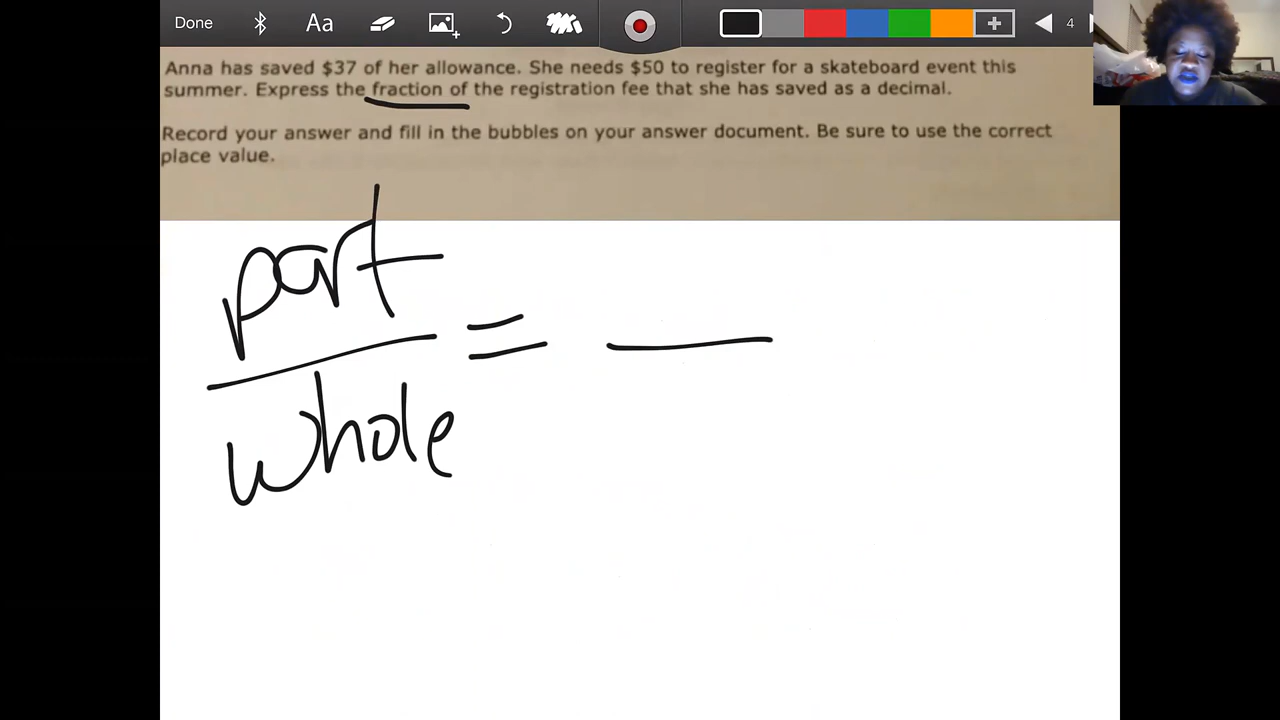 Done Aa 4
Anna has saved $37 of her allowance. She needs $50 to register for a skateboard event this
summer. Express the fraction of the registration fee that she has saved as a decimal.
Record your answer and fill in the bubbles on your answer document. Be sure to use the correct
place value.
part
=
whole